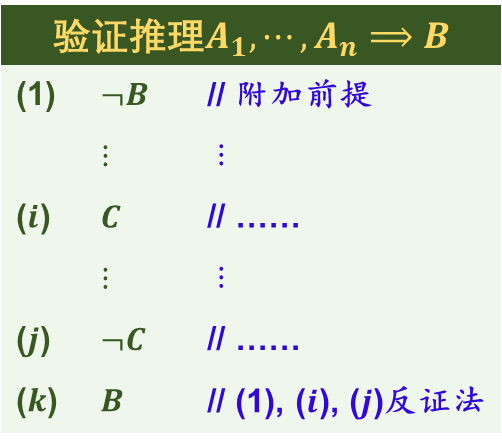 验证推理A₁,⋯,Aₙ ⟹ B
(1) ¬B // 附加前提
⋮ ⋮
(i) C // ......
⋮ ⋮
(j) ¬C // ......
(k) B // (1), (i), (j)反证法